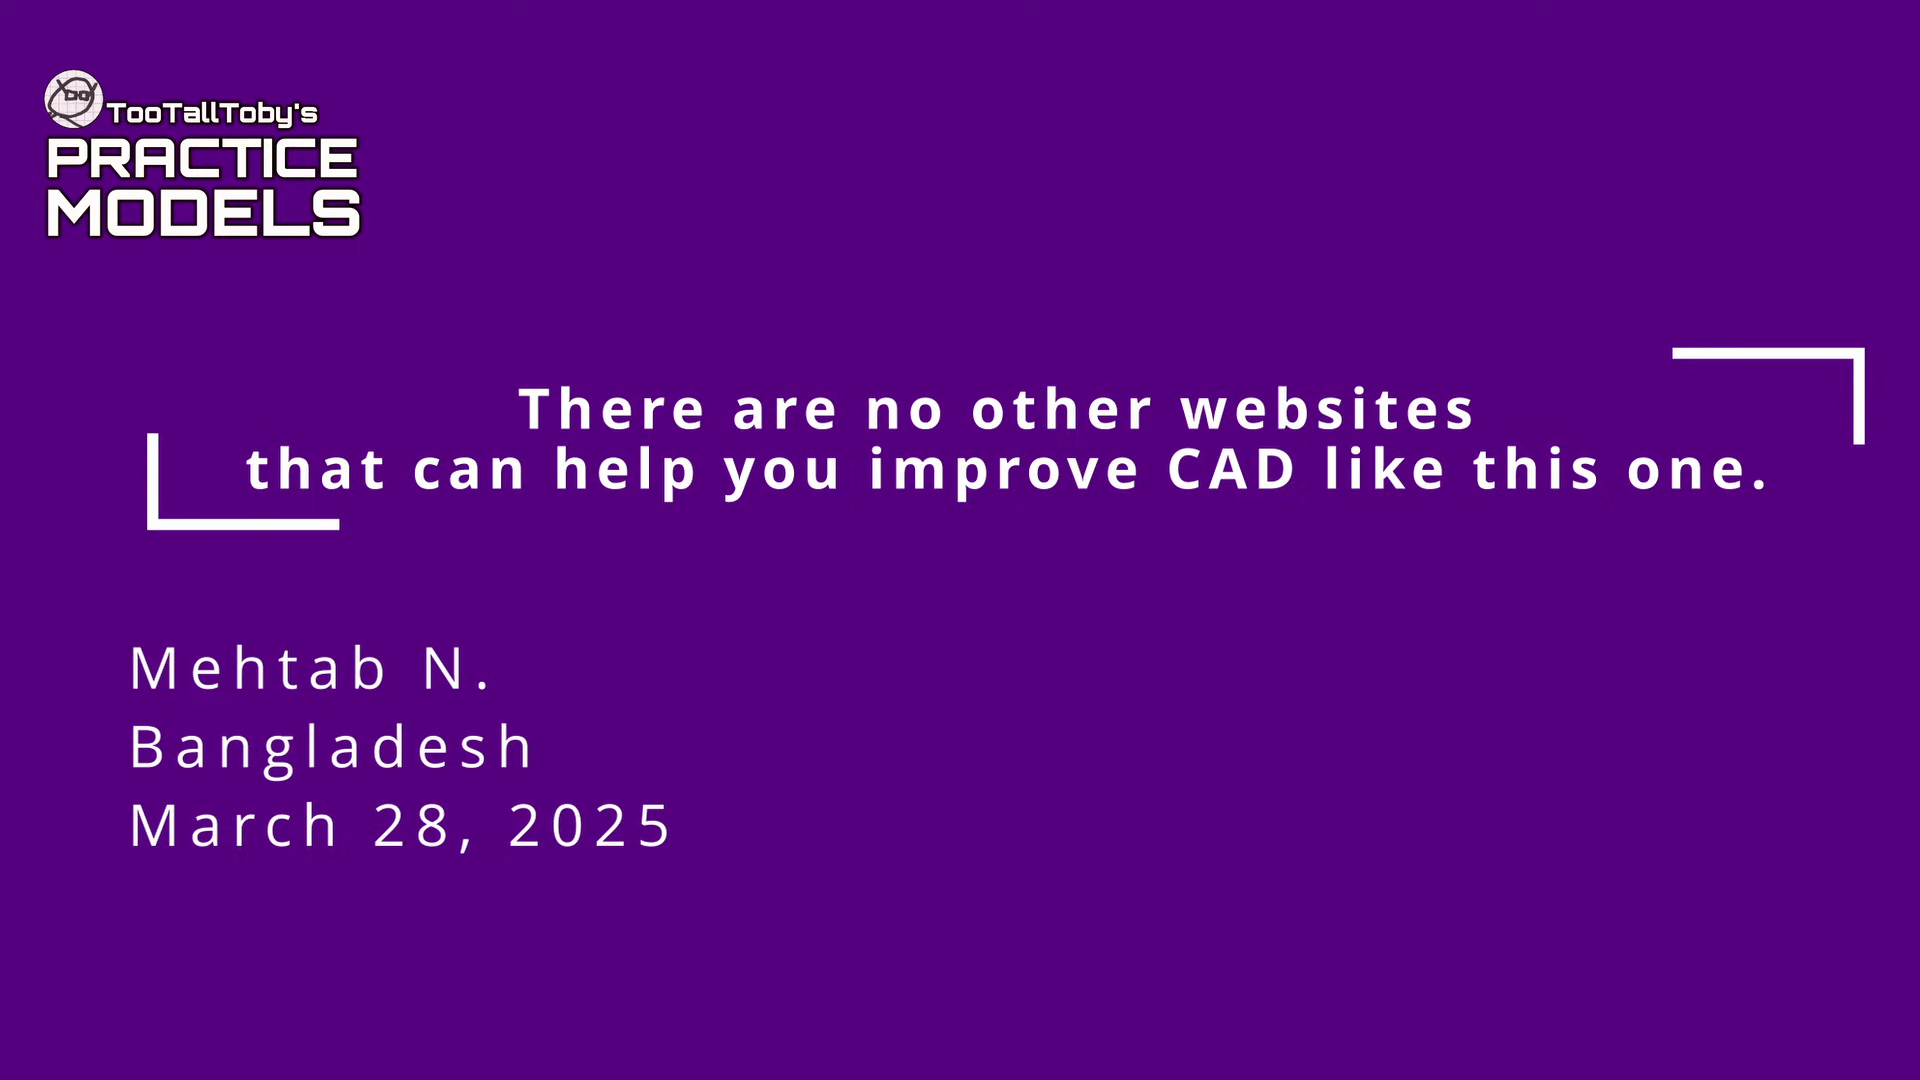 TooTallToby's
PRACTICE
MODELS
There are no other websites
that can help you improve CAD like this one.
Mehtab N.
Bangladesh
March 28, 2025